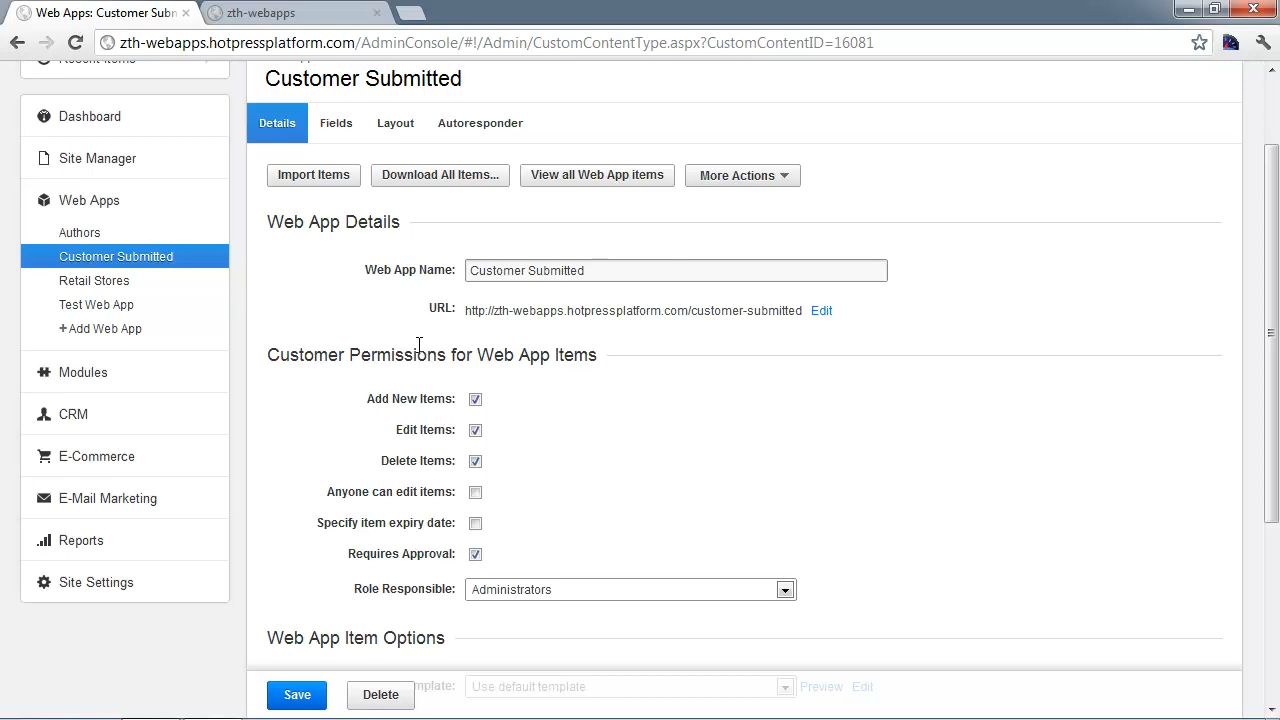 Web Apps: Customer Subn
zth-webapps
zth-webapps.hotpressplatform.com/AdminConsole/#!/Admin/CustomContentType.aspx?CustomContentID=16081
Recent Items
Customer Submitted
Details Fields Layout Autoresponder
Dashboard
Site Manager
Web Apps
Authors
Customer Submitted
Retail Stores
Test Web App
+Add Web App
Modules
CRM
E-Commerce
E-Mail Marketing
Reports
Site Settings
Import Items Download All Items... View all Web App items More Actions
Web App Details
Web App Name: Customer Submitted
URL: http://zth-webapps.hotpressplatform.com/customer-submitted Edit
Customer Permissions for Web App Items
Add New Items:
Edit Items:
Delete Items:
Anyone can edit items:
Specify item expiry date:
Requires Approval:
Role Responsible: Administrators
Web App Item Options
mplate: Use default template Preview Edit
Save Delete